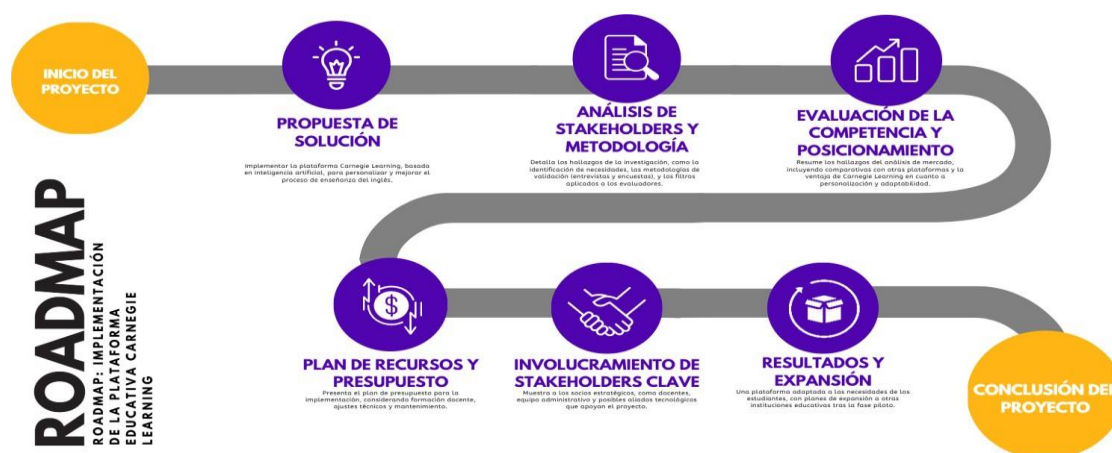 INICIO DEL
PROYECTO
PROPUESTA DE
SOLUCIÓN
Implementar la plataforma Carnegie Learning, basada
en inteligencia artificial, para personalizar y mejorar el
proceso de enseñanza del inglés.
ANÁLISIS DE
STAKEHOLDERS Y
METODOLOGÍA
Detalla los hallazgos de la investigación, como la
identificación de necesidades, las metodologías de
validación (entrevistas y encuestas), y los filtros
aplicados a los evaluadores.
EVALUACIÓN DE LA
COMPETENCIA Y
POSICIONAMIENTO
Resume los hallazgos del análisis de mercado,
incluyendo comparativas con otras plataformas y la
ventaja de Carnegie Learning en cuanto a
personalización y adaptabilidad.
ROADMAP
ROADMAP: IMPLEMENTACIÓN
DE LA PLATAFORMA
EDUCATIVA CARNEGIE
LEARNING
$
PLAN DE RECURSOS Y
PRESUPUESTO
Presenta el plan de presupuesto para la
implementación, considerando formación docente,
ajustes técnicos y mantenimiento.
INVOLUCRAMIENTO DE
STAKEHOLDERS CLAVE
Muestra a los socios estratégicos, como docentes,
equipo administrativo y posibles aliados tecnológicos
que apoyan el proyecto.
RESULTADOS Y
EXPANSIÓN
Una plataforma adaptada a las necesidades de los
estudiantes, con planes de expansión a otras
instituciones educativas tras la fase piloto.
CONCLUSIÓN DEL
PROYECTO